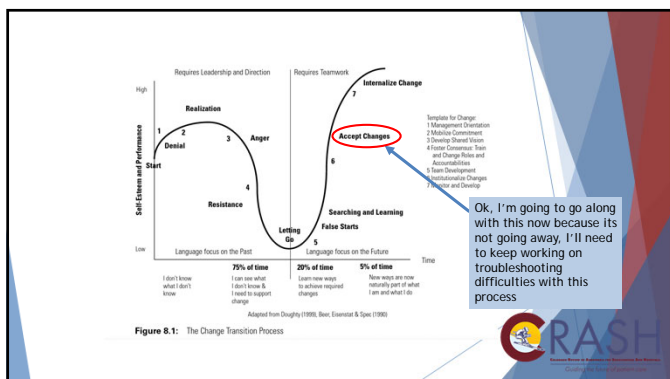 Requires Leadership and Direction
Requires Teamwork
High
Self-Esteem and Performance
Low
1
2
3
4
5
6
7
Start
Denial
Realization
Anger
Resistance
Letting
Go
False Starts
Searching and Learning
Accept Changes
Internalize Change
Template for Change:
1 Management Orientation
2 Mobilize Commitment
3 Develop Shared Vision
4 Foster Consensus: Train
and Change Roles and
Accountabilities
5 Team Development
6 Institutionalize Changes
7 Monitor and Develop
Language focus on the Past
Language focus on the Future
Time
75% of time
20% of time
5% of time
I don't know
what I don't
know
I can see what
I don't know &
I need to support
change
Learn new ways
to achieve required
changes
New ways are now
naturally part of what
I am and what I do
Adapted from Doughty (1999), Beer, Eisenstat & Spec (1990)
Figure 8.1: The Change Transition Process
Ok, I'm going to go along
with this now because its
not going away, I'll need
to keep working on
troubleshooting
difficulties with this
process
CRASH